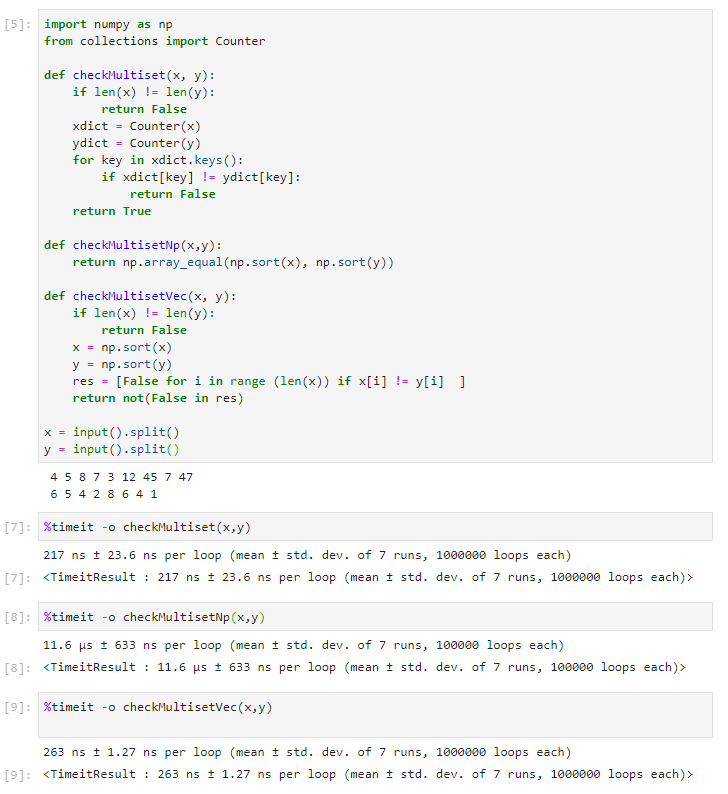 [5]: import numpy as np
from collections import Counter
def checkMultiset(x, y):
if len(x) != len(y):
return False
xdict = Counter(x)
ydict = Counter(y)
for key in xdict.keys():
if xdict[key] != ydict[key]:
return False
return True
def checkMultisetNp(x,y):
return np.array_equal(np.sort(x), np.sort(y))
def checkMultisetVec(x, y):
if len(x) != len(y):
return False
x = np.sort(x)
y = np.sort(y)
res = [False for i in range (len(x)) if x[i] != y[i]  ]
return not(False in res)
x = input().split()
y = input().split()
4 5 8 7 3 12 45 7 47
6 5 4 2 8 6 4 1
[7]: %timeit -o checkMultiset(x,y)
217 ns ± 23.6 ns per loop (mean ± std. dev. of 7 runs, 1000000 loops each)
[7]: <TimeitResult : 217 ns ± 23.6 ns per loop (mean ± std. dev. of 7 runs, 1000000 loops each)>
[8]: %timeit -o checkMultisetNp(x,y)
11.6 µs ± 633 ns per loop (mean ± std. dev. of 7 runs, 100000 loops each)
[8]: <TimeitResult : 11.6 µs ± 633 ns per loop (mean ± std. dev. of 7 runs, 100000 loops each)>
[9]: %timeit -o checkMultisetVec(x,y)
263 ns ± 1.27 ns per loop (mean ± std. dev. of 7 runs, 1000000 loops each)
[9]: <TimeitResult : 263 ns ± 1.27 ns per loop (mean ± std. dev. of 7 runs, 1000000 loops each)>